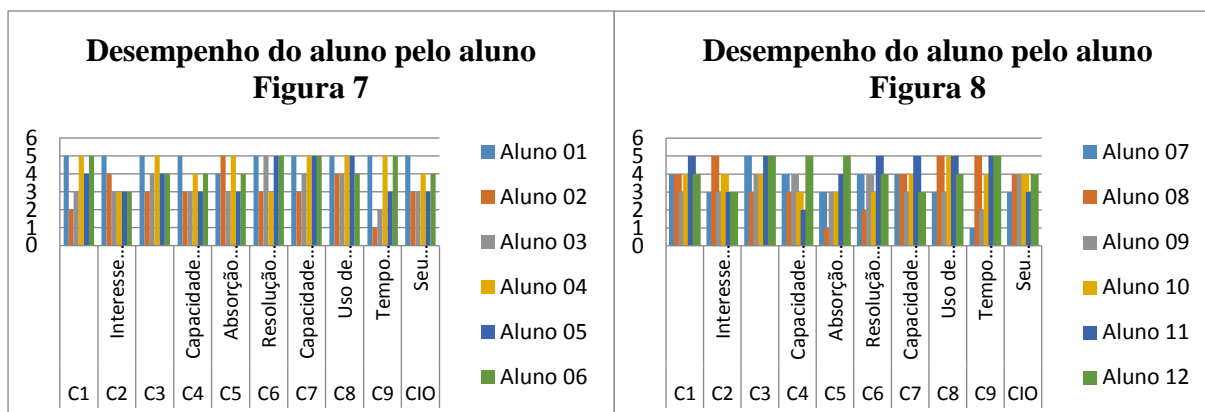 Desempenho do aluno pelo aluno
Figura 7
6
5
4
3
2
1
0
Interesse...
Capacidade...
Absorção...
Resolução...
Capacidade...
Uso de...
Tempo...
Seu...
C1 C2 C3 C4 C5 C6 C7 C8 C9 CIO
Aluno 01
Aluno 02
Aluno 03
Aluno 04
Aluno 05
Aluno 06
Desempenho do aluno pelo aluno
Figura 8
6
5
4
3
2
1
0
Interesse...
Capacidade...
Absorção...
Resolução...
Capacidade...
Uso de...
Tempo...
Seu...
C1 C2 C3 C4 C5 C6 C7 C8 C9 CIO
Aluno 07
Aluno 08
Aluno 09
Aluno 10
Aluno 11
Aluno 12